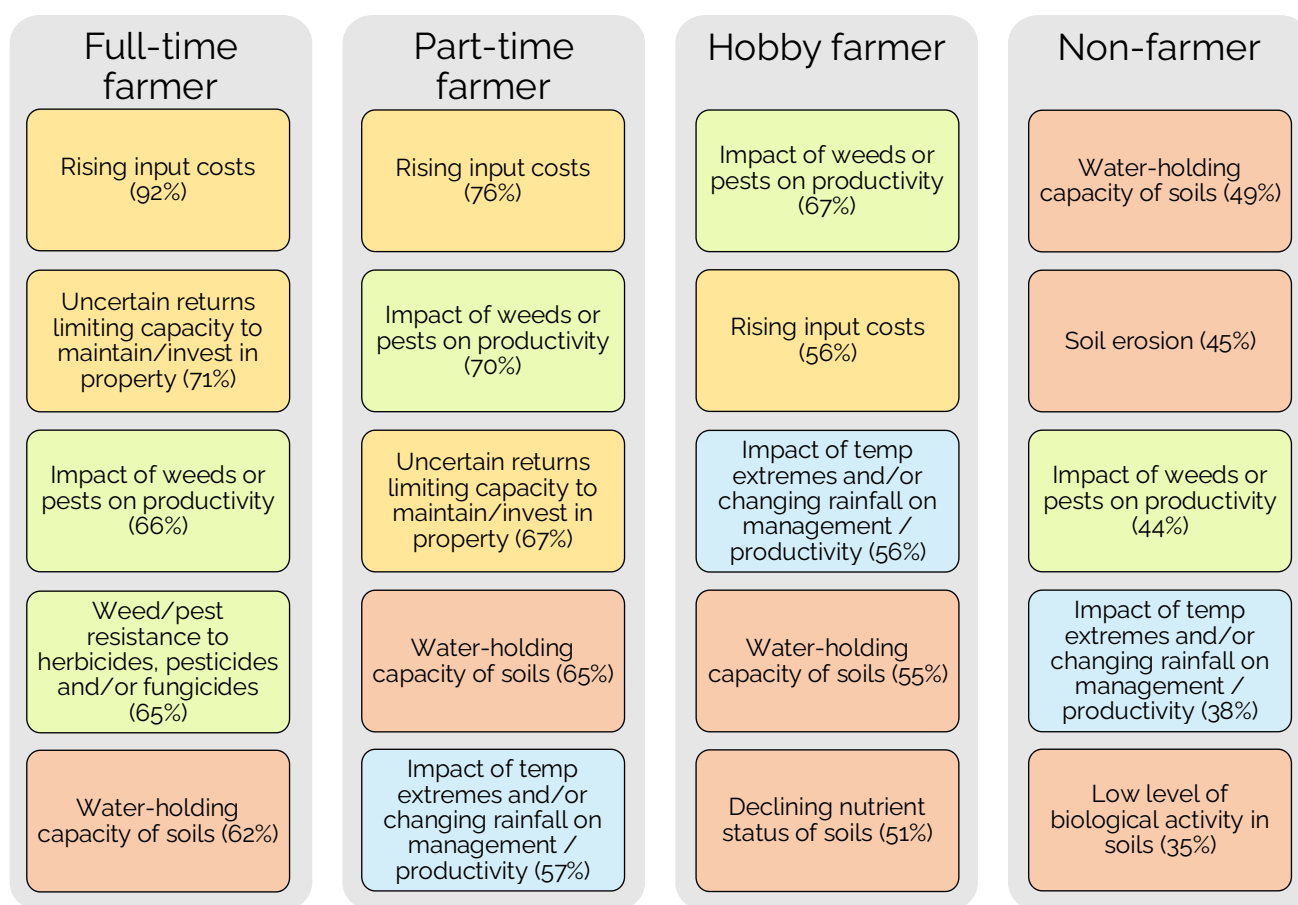 Full-time
farmer
Rising input costs
(92%)
Uncertain returns
limiting capacity to
maintain/invest in
property (71%)
Impact of weeds or
pests on productivity
(66%)
Weed/pest
resistance to
herbicides, pesticides
and/or fungicides
(65%)
Water-holding
capacity of soils (62%)
Part-time
farmer
Rising input costs
(76%)
Impact of weeds or
pests on productivity
(70%)
Uncertain returns
limiting capacity to
maintain/invest in
property (67%)
Water-holding
capacity of soils (65%)
Impact of temp
extremes and/or
changing rainfall on
management /
productivity (57%)
Hobby farmer
Impact of weeds or
pests on productivity
(67%)
Rising input costs
(56%)
Impact of temp
extremes and/or
changing rainfall on
management /
productivity (56%)
Water-holding
capacity of soils (55%)
Declining nutrient
status of soils (51%)
Non-farmer
Water-holding
capacity of soils (49%)
Soil erosion (45%)
Impact of weeds or
pests on productivity
(44%)
Impact of temp
extremes and/or
changing rainfall on
management /
productivity (38%)
Low level of
biological activity in
soils (35%)